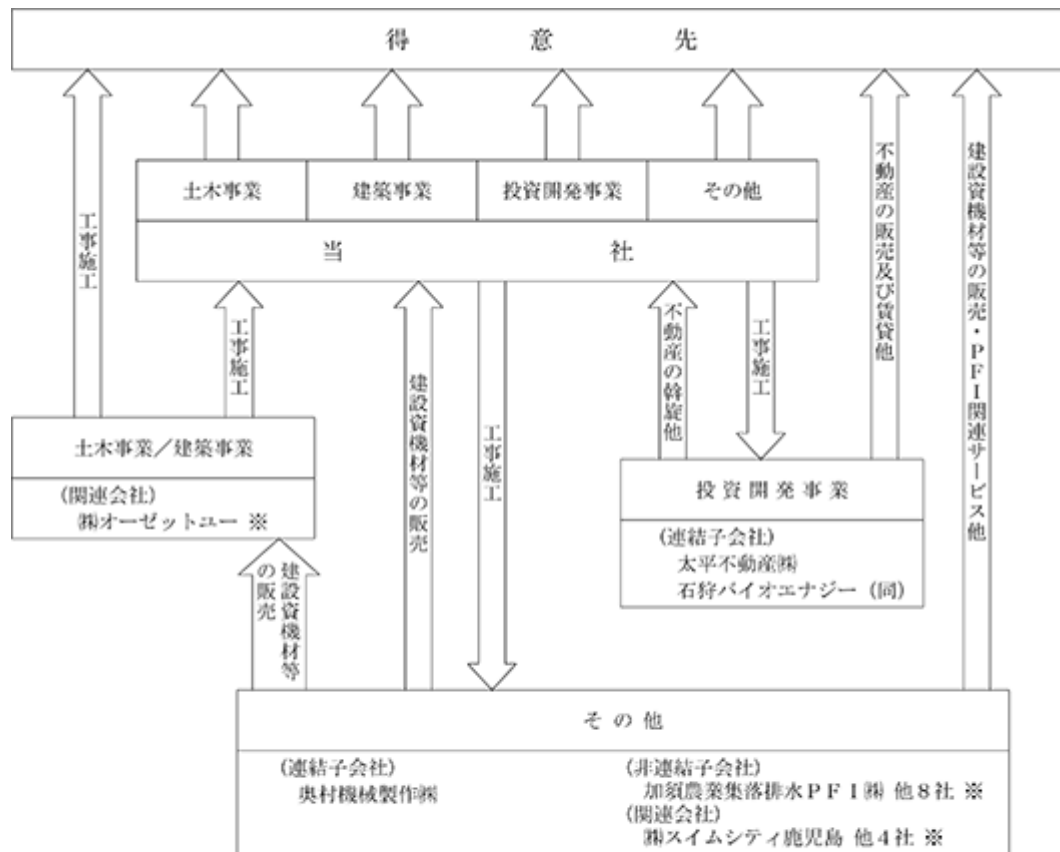 得意先
土木事業
建築事業
投資開発事業
その他
当社
工事施工
工事施工
建設資機材等の販売
工事施工
不動産の斡旋他
工事施工
不動産の販売及び賃貸他
建設資機材等の販売・PFI関連サービス他
土木事業／建築事業
(関連会社)
㈱オーゼットユー ※
投資開発事業
(連結子会社)
太平不動産㈱
石狩バイオエナジー（同）
建設資機材等
の販売
その他
(連結子会社)
奥村機械製作㈱
(非連結子会社)
加須農業集落排水ＰＦＩ㈱ 他８社 ※
(関連会社)
㈱スイムシティ鹿児島 他４社 ※